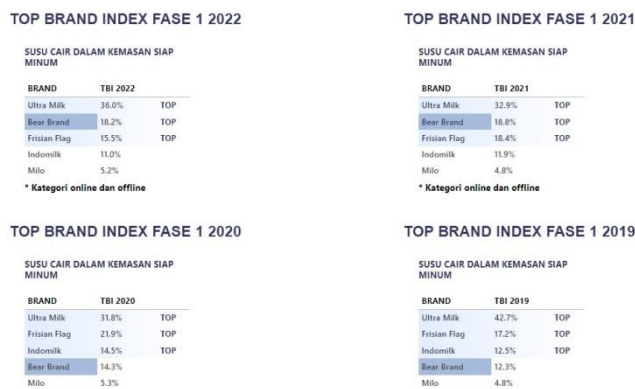 TOP BRAND INDEX FASE 1 2022
SUSU CAIR DALAM KEMASAN SIAP
MINUM
BRAND TBI 2022
Ultra Milk 36.0% TOP
Bear Brand 18.2% TOP
Frisian Flag 15.5% TOP
Indomilk 11.0%
Milo 5.2%
* Kategori online dan offline
TOP BRAND INDEX FASE 1 2021
SUSU CAIR DALAM KEMASAN SIAP
MINUM
BRAND TBI 2021
Ultra Milk 32.9% TOP
Bear Brand 18.8% TOP
Frisian Flag 18.4% TOP
Indomilk 11.9%
Milo 4.8%
* Kategori online dan offline
TOP BRAND INDEX FASE 1 2020
SUSU CAIR DALAM KEMASAN SIAP
MINUM
BRAND TBI 2020
Ultra Milk 31.8% TOP
Frisian Flag 21.9% TOP
Indomilk 14.5% TOP
Bear Brand 14.3%
Milo 5.3%
TOP BRAND INDEX FASE 1 2019
SUSU CAIR DALAM KEMASAN SIAP
MINUM
BRAND TBI 2019
Ultra Milk 42.7% TOP
Frisian Flag 17.2% TOP
Indomilk 12.5% TOP
Bear Brand 12.3%
Milo 4.8%